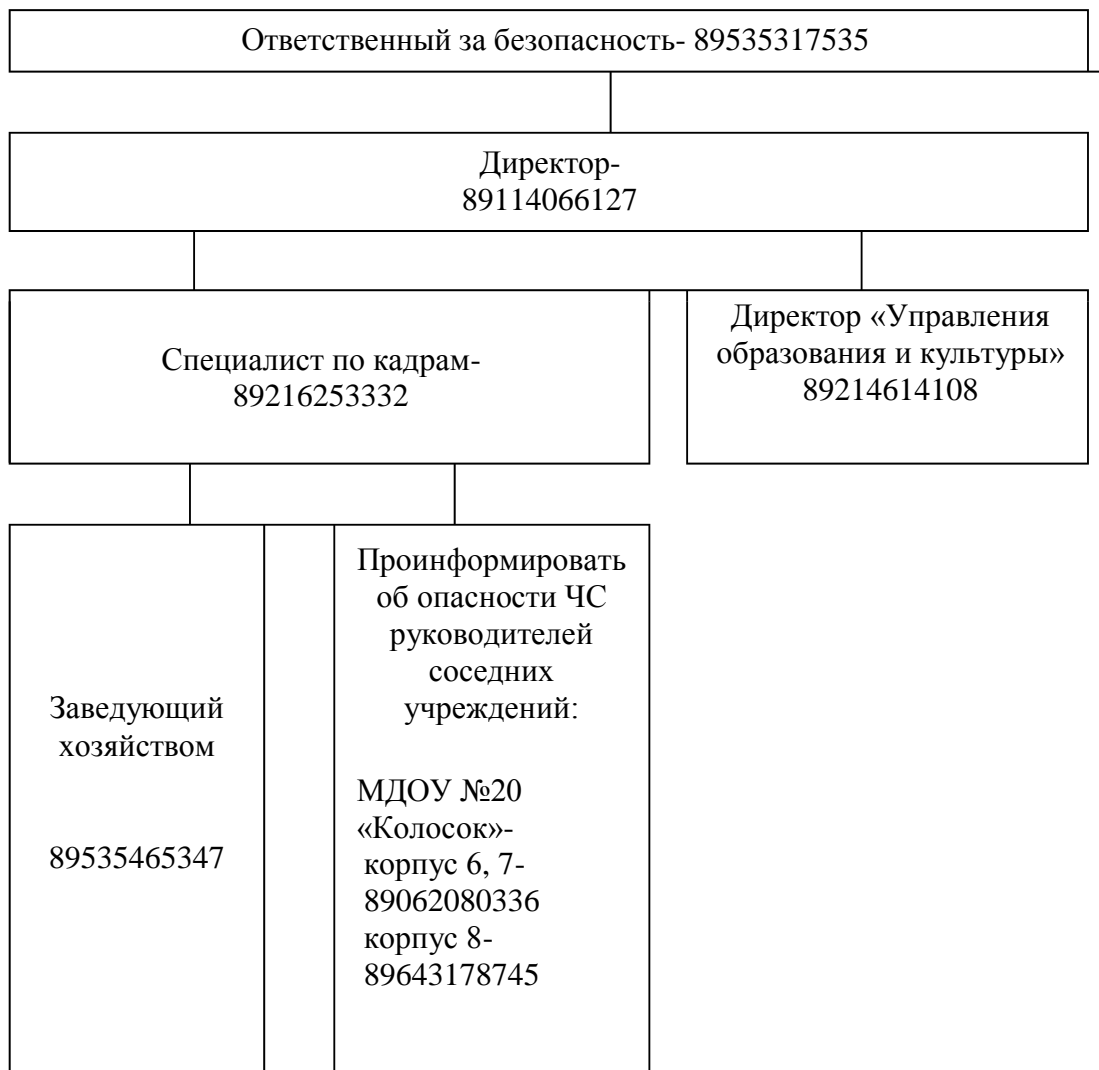 Ответственный за безопасность- 89535317535
Директор-
89114066127
Специалист по кадрам-
89216253332
Директор «Управления
образования и культуры»
89214614108
Заведующий
хозяйством
89535465347
Проинформировать
об опасности ЧС
руководителей
соседних
учреждений:
МДОУ №20
«Колосок»-
корпус 6, 7-
89062080336
корпус 8-
89643178745